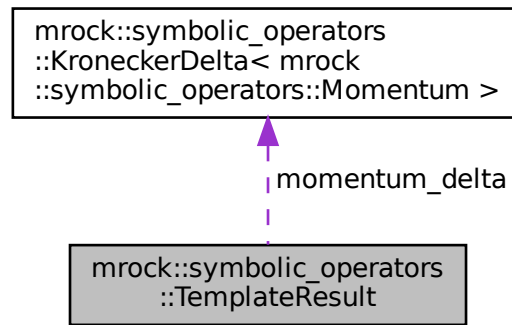 mrock::symbolic_operators
::KroneckerDelta< mrock
::symbolic_operators::Momentum >
momentum_delta
mrock::symbolic_operators
::TemplateResult